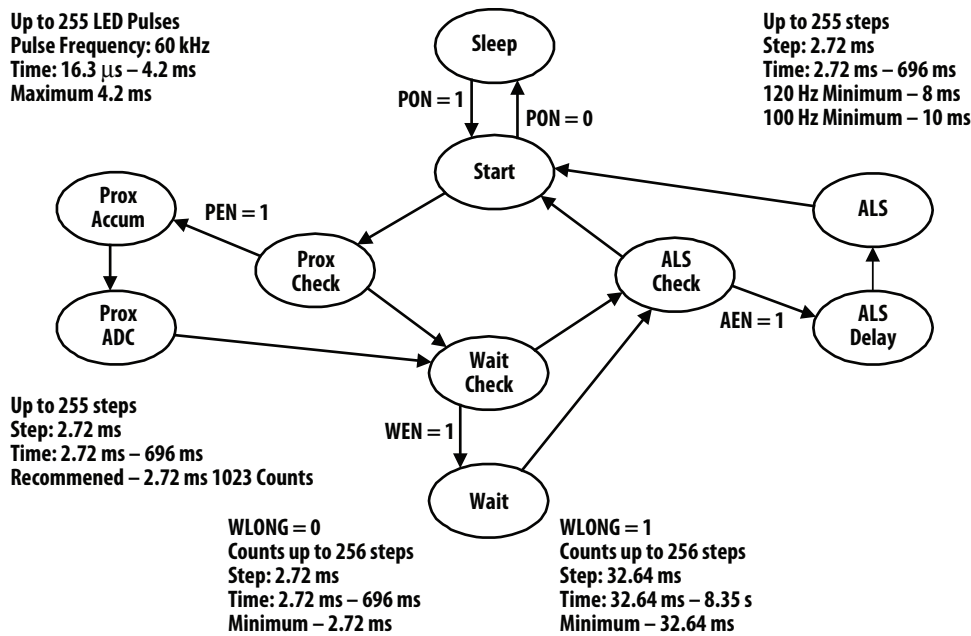 Up to 255 LED Pulses
Pulse Frequency: 60 kHz
Time: 16.3 μs – 4.2 ms
Maximum 4.2 ms
Sleep
Up to 255 steps
Step: 2.72 ms
Time: 2.72 ms – 696 ms
120 Hz Minimum – 8 ms
100 Hz Minimum – 10 ms
PON = 1
PON = 0
Start
Prox
Accum
PEN = 1
ALS
Prox
Check
ALS
Check
Prox
ADC
AEN = 1
ALS
Delay
Wait
Check
Up to 255 steps
Step: 2.72 ms
Time: 2.72 ms – 696 ms
Recommened – 2.72 ms 1023 Counts
WEN = 1
Wait
WLONG = 0
Counts up to 256 steps
Step: 2.72 ms
Time: 2.72 ms – 696 ms
Minimum – 2.72 ms
WLONG = 1
Counts up to 256 steps
Step: 32.64 ms
Time: 32.64 ms – 8.35 s
Minimum – 32.64 ms